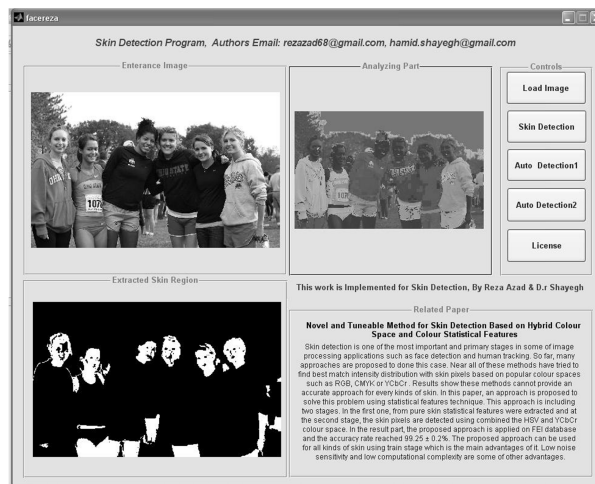 facereza
Skin Detection Program, Authors Email: rezazad68@gmail.com, hamid.shayegh@gmail.com
Enterance Image
107
OHIO STATE
Analyzing Part
Controls
Load Image
Skin Detection
Auto Detection1
Auto Detection2
License
Extracted Skin Region
This work is Implemented for Skin Detection, By Reza Azad & D.r Shayegh
Related Paper
Novel and Tuneable Method for Skin Detection Based on Hybrid Colour
Space and Colour Statistical Features
Skin detection is one of the most important and primary stages in some of image
processing applications such as face detection and human tracking. So far, many
approaches are proposed to done this case. Near all of these methods have tried to
find best match intensity distribution with skin pixels based on popular colour spaces
such as RGB, CMYK or YCbCr . Results show these methods cannot provide an
accurate approach for every kinds of skin. In this paper, an approach is proposed to
solve this problem using statistical features technique. This approach is including
two stages. In the first one, from pure skin statistical features were extracted and at
the second stage, the skin pixels are detected using combined the HSV and YCbCr
colour space. In the result part, the proposed approach is applied on FEI database
and the accuracy rate reached 99.25 ± 0.2%. The proposed approach can be used
for all kinds of skin using train stage which is the main advantages of it. Low noise
sensitivity and low computational complexity are some of other advantages.